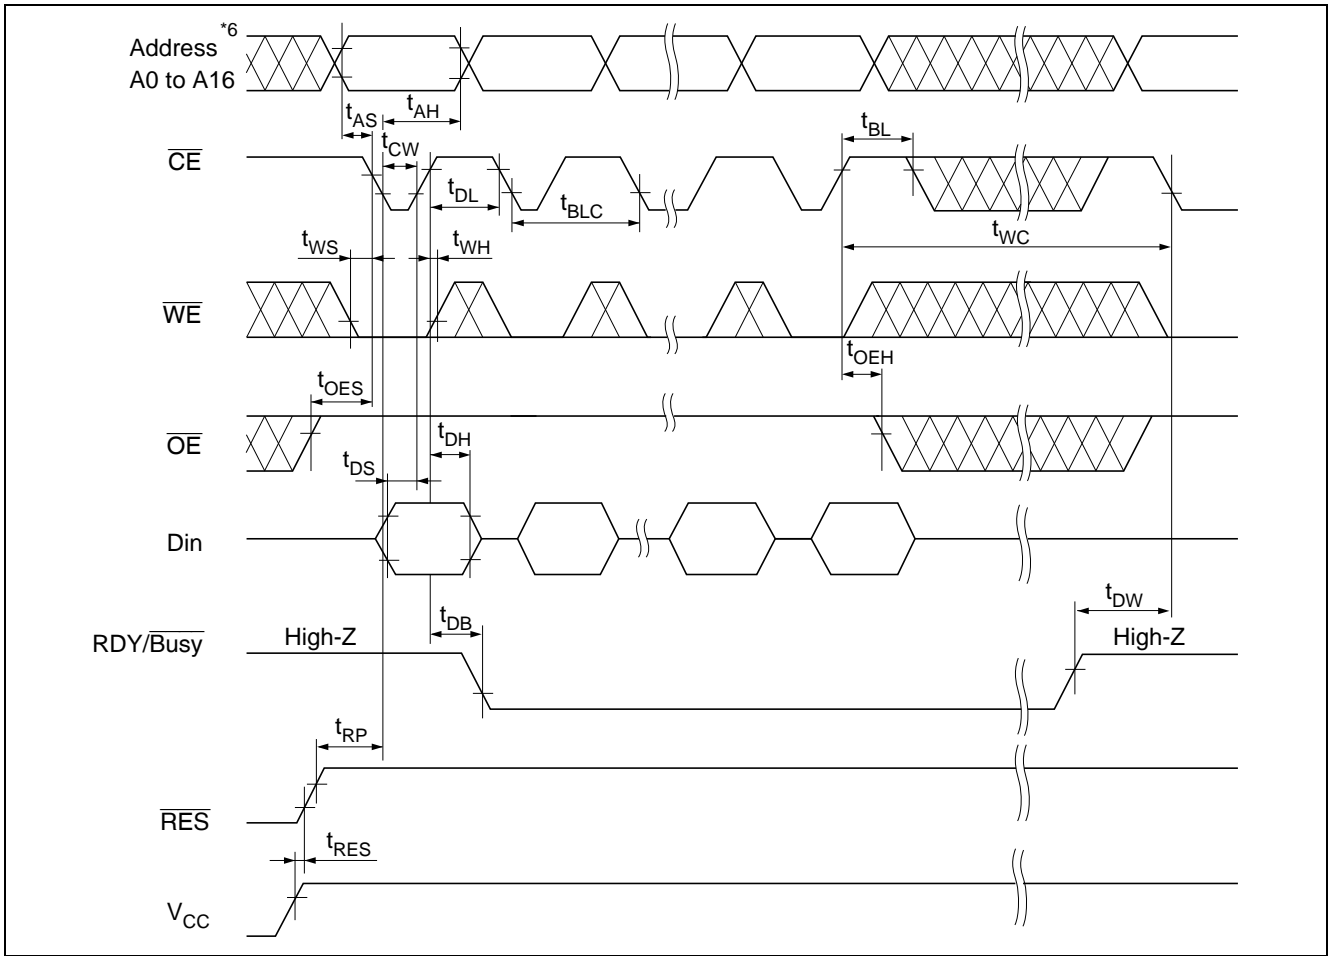 Address *6
A0 to A16
tAS
tAH
tBL
CE
tCW
tDL
tBLC
tWC
tWS
tWH
WE
tOEH
tOES
OE
tDH
tDS
Din
tDW
tDB
RDY/Busy
High-Z
High-Z
tRP
RES
tRES
VCC